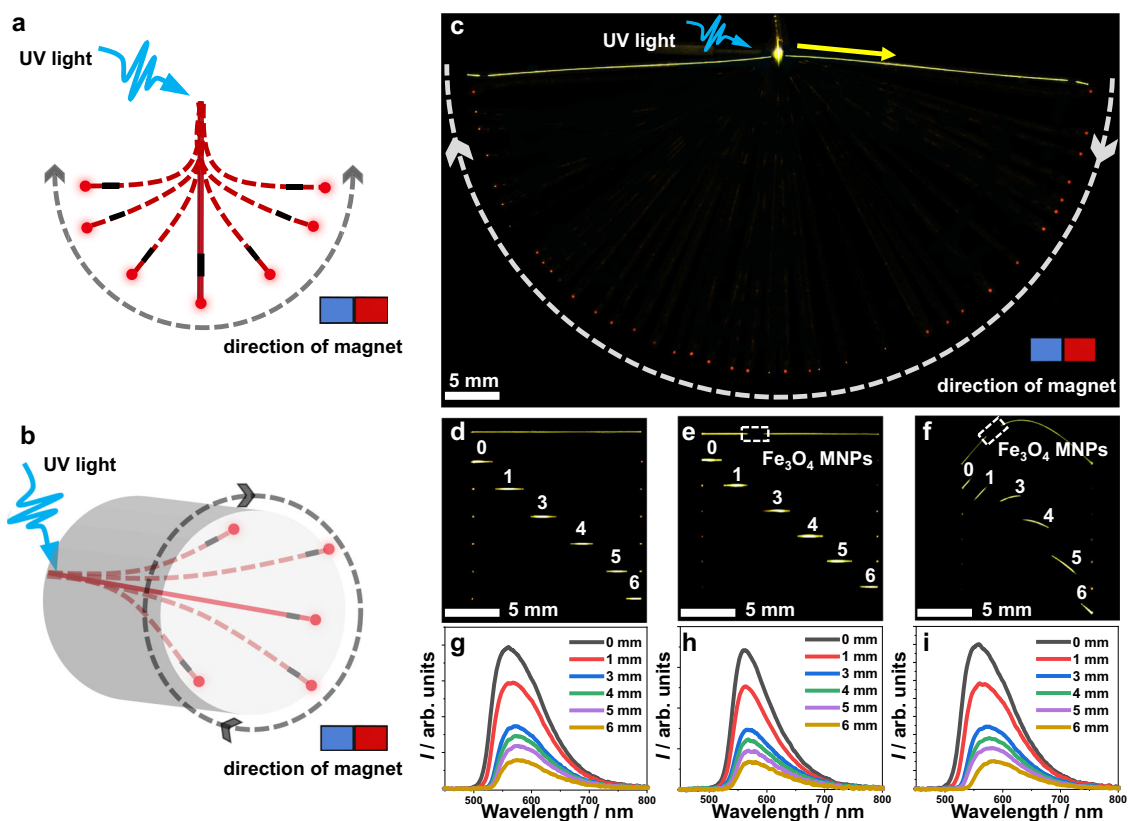 a
UV light
direction of magnet
b
UV light
direction of magnet
c
UV light
5 mm
direction of magnet
d
0
1
3
4
5
6
5 mm
e
Fe₃O₄ MNPs
0
1
3
4
5
6
5 mm
f
Fe₃O₄ MNPs
0
1
3
4
5
6
5 mm
g
0 mm
1 mm
3 mm
4 mm
5 mm
6 mm
I / arb. units
500 600 700 800
Wavelength / nm
h
0 mm
1 mm
3 mm
4 mm
5 mm
6 mm
I / arb. units
500 600 700 800
Wavelength / nm
i
0 mm
1 mm
3 mm
4 mm
5 mm
6 mm
I / arb. units
500 600 700 800
Wavelength / nm